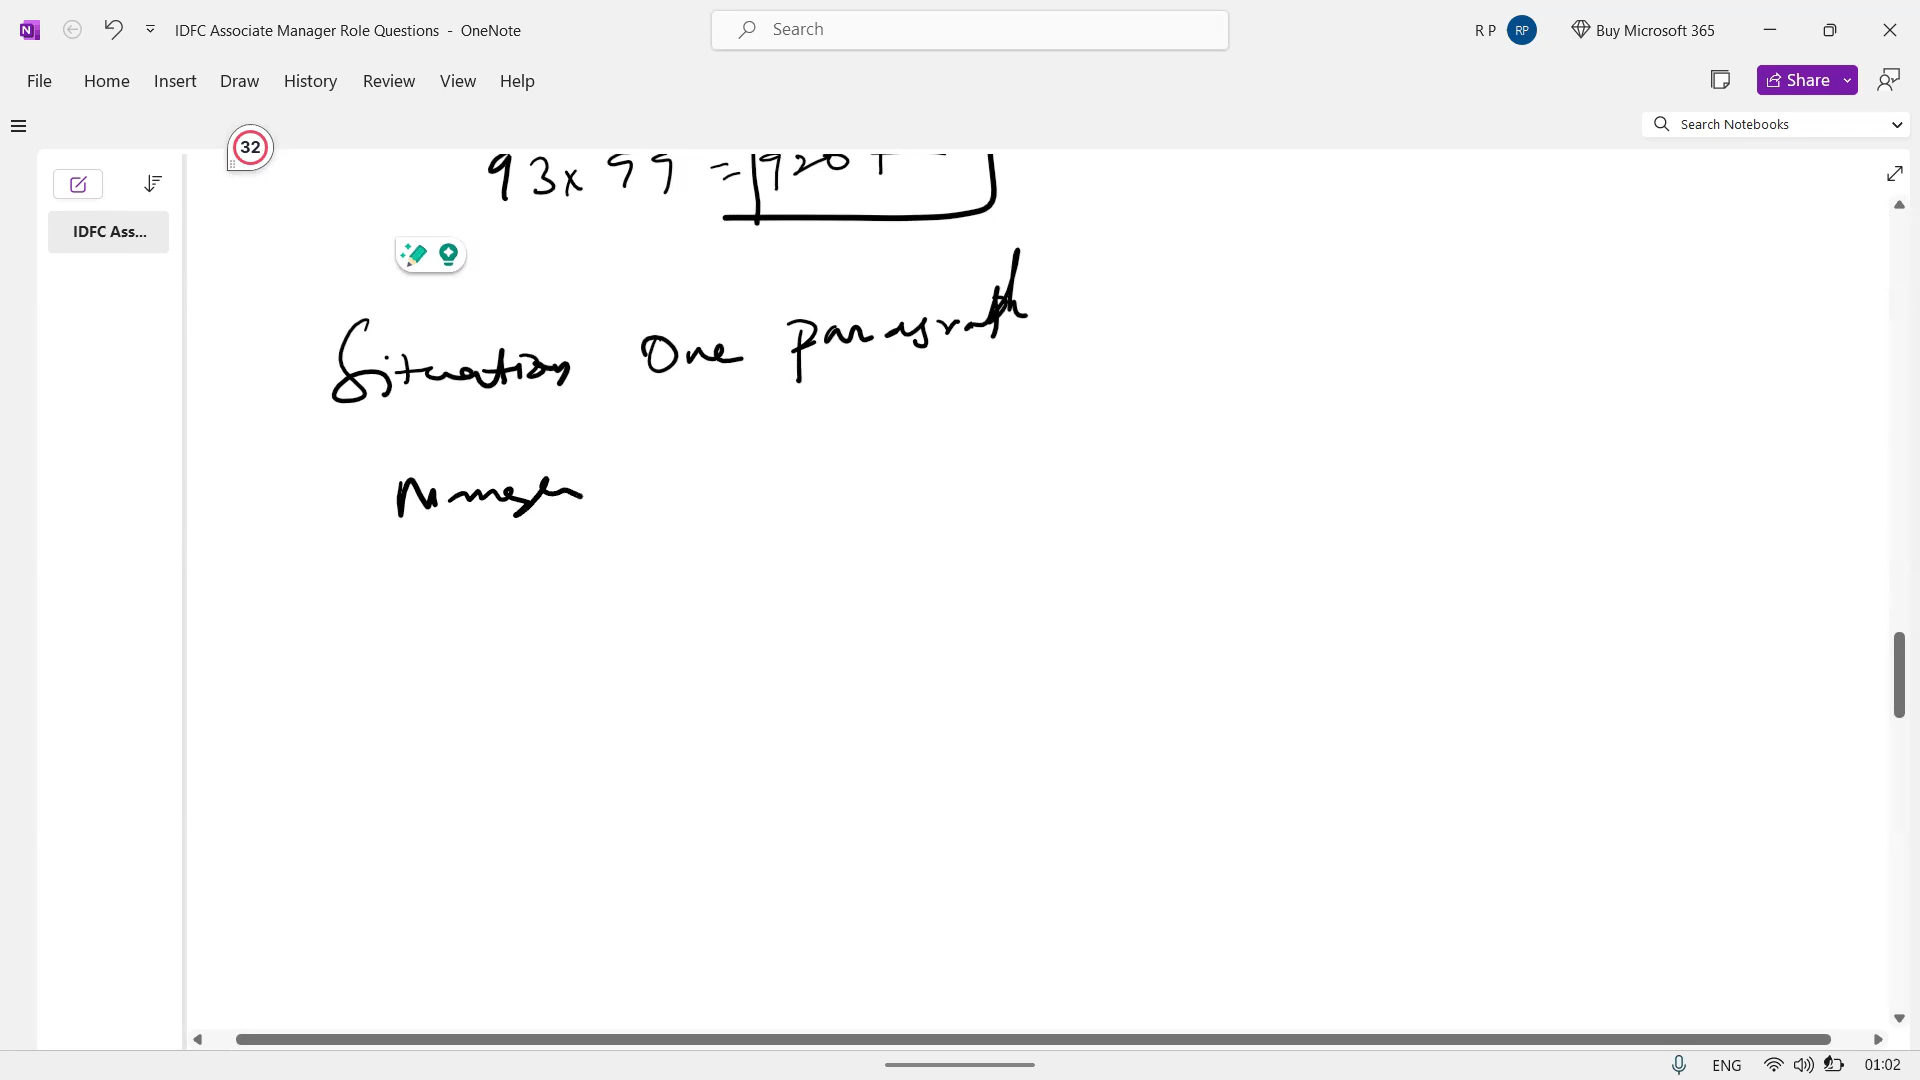 IDFC Associate Manager Role Questions - OneNote
Search
R P
RP
Buy Microsoft 365
File Home Insert Draw History Review View Help
Share
Search Notebooks
32
IDFC Ass...
93x 99 =
Situation One Paragraph
Manager
ENG
01:02